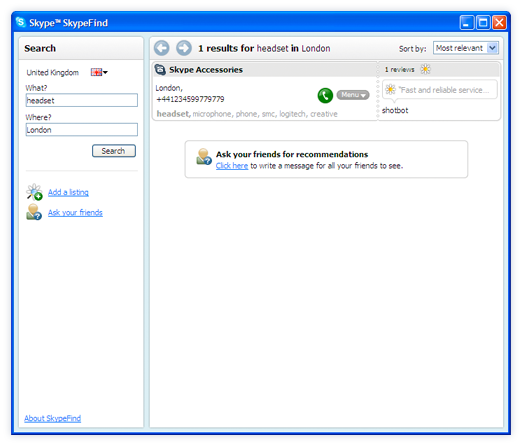 Skype™ SkypeFind
Search
United Kingdom
What?
headset
Where?
London
Search
Add a listing
Ask your friends
About SkypeFind
1 results for headset in London
Sort by: Most relevant
Skype Accessories
London,
+441234599779779
Menu
headset, microphone, phone, smc, logitech, creative
1 reviews
"Fast and reliable service...
shotbot
Ask your friends for recommendations
Click here to write a message for all your friends to see.